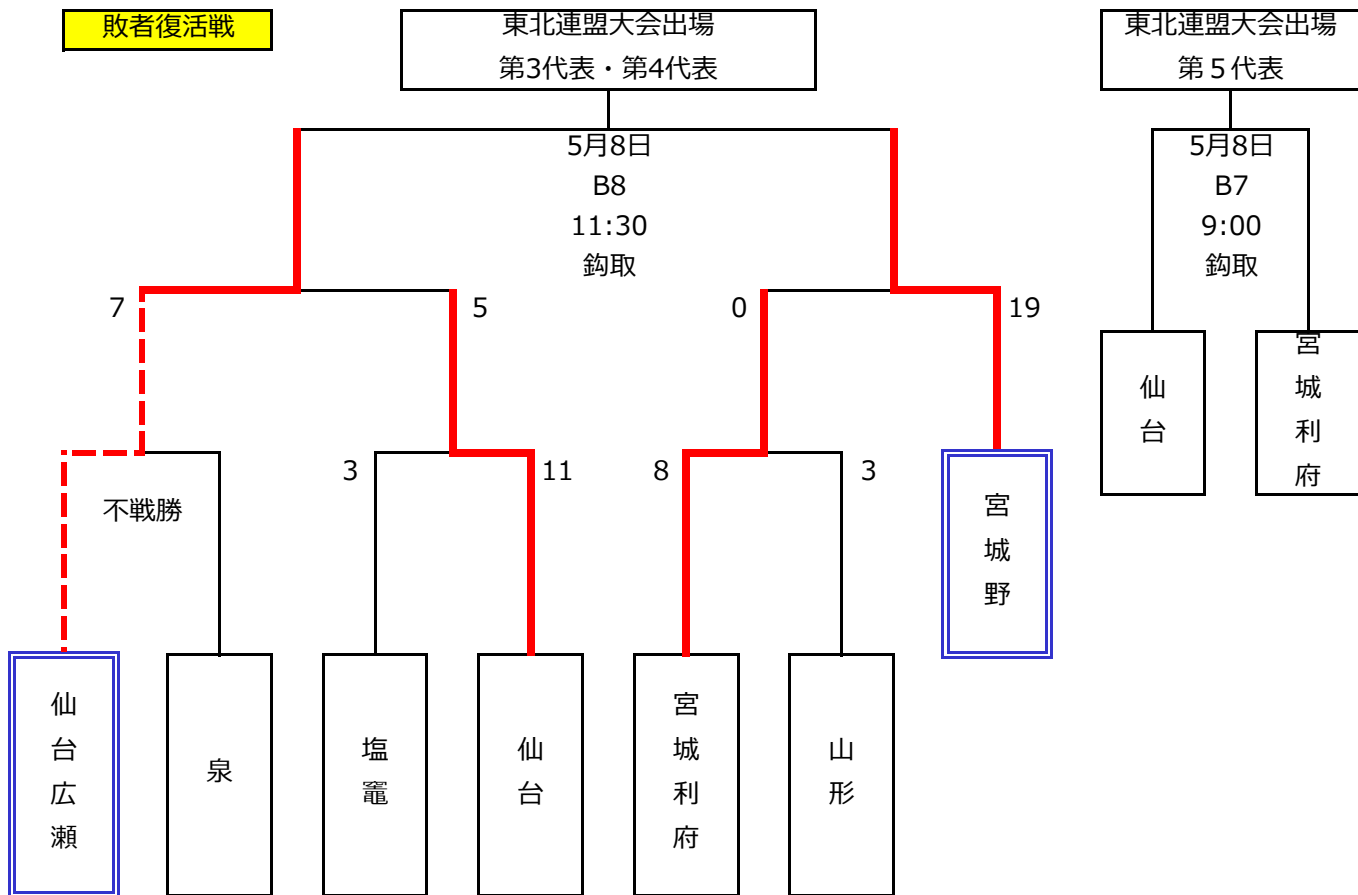 敗者復活戦
東北連盟大会出場
第3代表・第4代表
東北連盟大会出場
第５代表
5月8日
B8
11:30
鈎取
5月8日
B7
9:00
鈎取
7
5
0
19
仙台
宮城利府
3
11
8
3
不戦勝
宮城野
仙台広瀬
泉
塩竈
仙台
宮城利府
山形